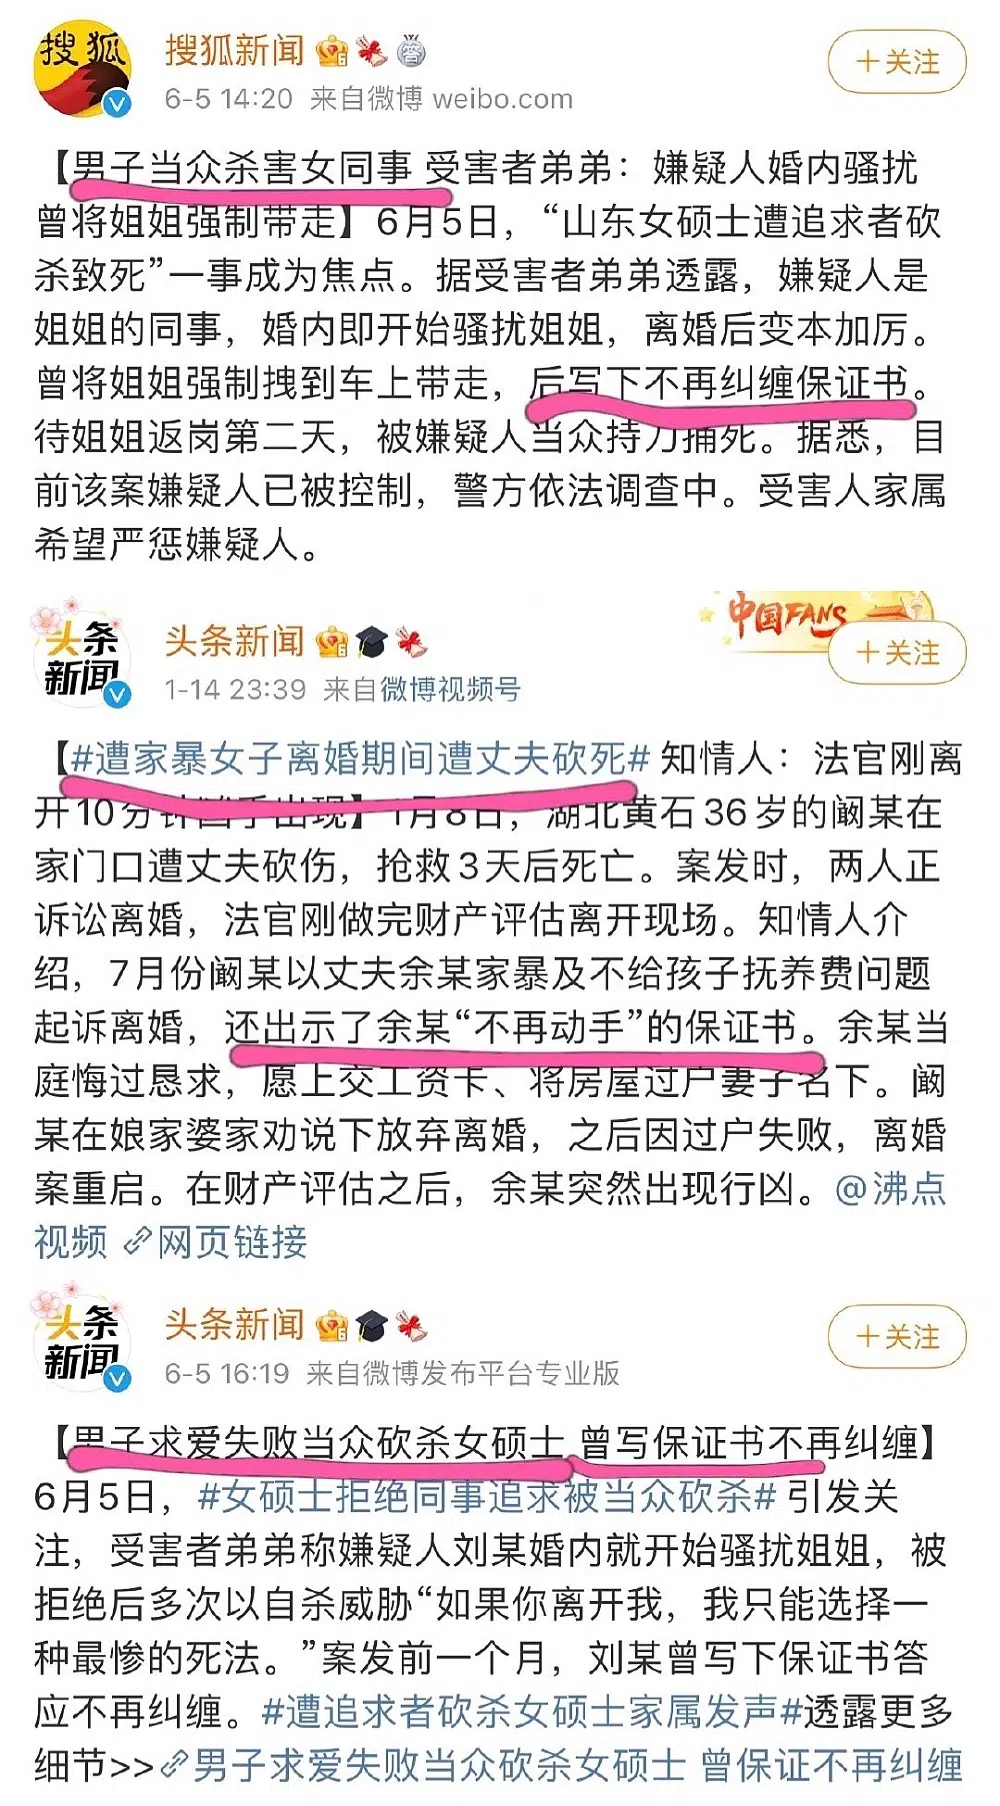 搜狐
搜狐新闻
6-5 14:20 来自微博 weibo.com
+关注
【男子当众杀害女同事 受害者弟弟：嫌疑人婚内骚扰
曾将姐姐强制带走】6月5日，“山东女硕士遭追求者砍
杀致死”一事成为焦点。据受害者弟弟透露，嫌疑人是
姐姐的同事，婚内即开始骚扰姐姐，离婚后变本加厉。
曾将姐姐强制拽到车上带走，后写下不再纠缠保证书。
待姐姐返岗第二天，被嫌疑人当众持刀捅死。据悉，目
前该案嫌疑人已被控制，警方依法调查中。受害人家属
希望严惩嫌疑人。
头条
新闻
头条新闻
1-14 23:39 来自微博视频号
中国FANS
+关注
【#遭家暴女子离婚期间遭丈夫砍死# 知情人：法官刚离
开10分钟凶手出现】1月8日，湖北黄石36岁的阚某在
家门口遭丈夫砍伤，抢救3天后死亡。案发时，两人正
诉讼离婚，法官刚做完财产评估离开现场。知情人介
绍，7月份阚某以丈夫余某家暴及不给孩子抚养费问题
起诉离婚，还出示了余某“不再动手”的保证书。余某当
庭悔过恳求，愿上交工资卡、将房屋过户妻子名下。阚
某在娘家婆家劝说下放弃离婚，之后因过户失败，离婚
案重启。在财产评估之后，余某突然出现行凶。@沸点
视频 网页链接
头条
新闻
头条新闻
6-5 16:19 来自微博发布平台专业版
+关注
【男子求爱失败当众砍杀女硕士 曾写保证书不再纠缠】
6月5日，#女硕士拒绝同事追求被当众砍杀# 引发关
注，受害者弟弟称嫌疑人刘某婚内就开始骚扰姐姐，被
拒绝后多次以自杀威胁“如果你离开我，我只能选择一
种最惨的死法。”案发前一个月，刘某曾写下保证书答
应不再纠缠。#遭追求者砍杀女硕士家属发声#透露更多
细节>>男子求爱失败当众砍杀女硕士 曾保证不再纠缠